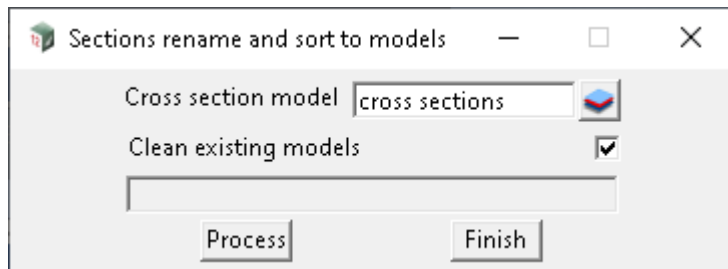 Sections rename and sort to models
Cross section model cross sections
Clean existing models
Process Finish